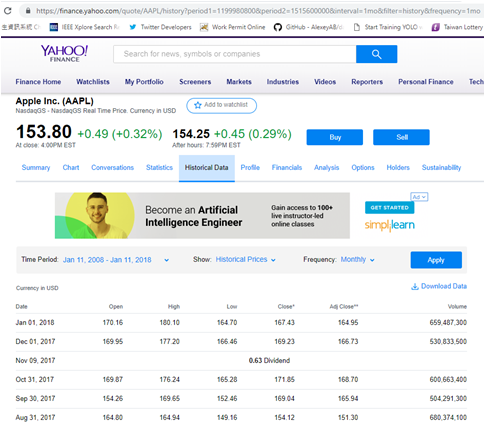 https://finance.yahoo.com/quote/AAPL/history?period1=1199980800&period2=1515600000&interval=1mo&filter=history&frequency=1mo
生資訊系統 IEEE Xplore Search R Twitter Developers Work Permit Online GitHub - AlexeyAB/d Start Training YOLO Taiwan Lottery
YAHOO!
FINANCE
Search for news, symbols or companies
Finance Home Watchlists My Portfolio Screeners Markets Industries Videos Reporters Personal Finance Tech
Apple Inc. (AAPL)
NasdaqGS - NasdaqGS Real Time Price. Currency in USD
Add to watchlist
153.80 +0.49 (+0.32%) 154.25 +0.45 (0.29%)
At close: 4:00PM EST After hours: 7:59PM EST
Buy Sell
Summary Chart Conversations Statistics Historical Data Profile Financials Analysis Options Holders Sustainability
Become an Artificial
Intelligence Engineer
Gain access to 100+
live instructor-led
online classes
Ad
GET STARTED
simplilearn
Time Period: Jan 11, 2008 - Jan 11, 2018 Show: Historical Prices Frequency: Monthly Apply
Currency in USD Download Data
Date Open High Low Close* Adj Close** Volume
Jan 01, 2018 170.16 180.10 164.70 167.43 164.95 659,487,300
Dec 01, 2017 169.95 177.20 166.46 169.23 166.73 530,833,500
Nov 09, 2017 0.63 Dividend
Oct 31, 2017 169.87 176.24 165.28 171.85 168.70 600,663,400
Sep 30, 2017 154.26 169.65 152.46 169.04 165.94 504,291,300
Aug 31, 2017 164.80 164.94 149.16 154.12 151.30 680,374,100